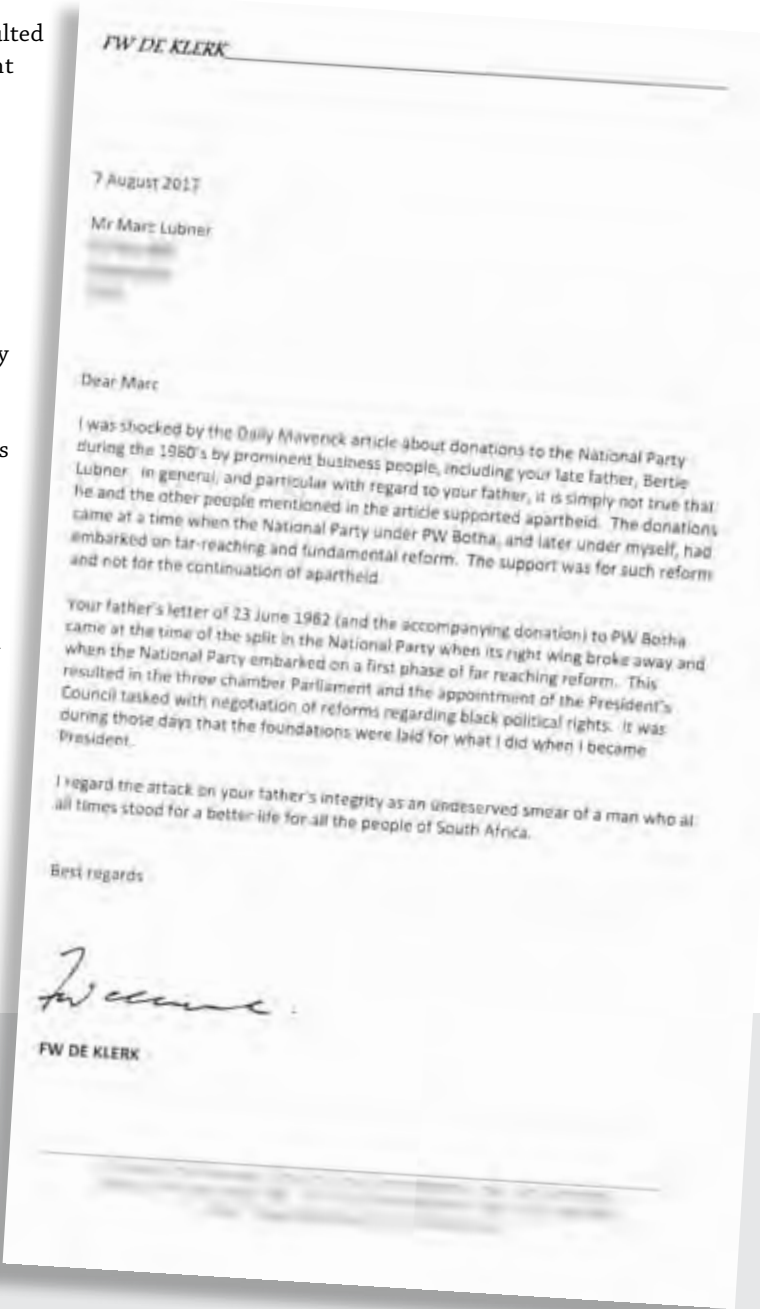 ulted
nt
y
s
FW DE KLERK
7 August 2017
Mr Marc Lubner
Dear Marc
I was shocked by the Daily Maverick article about donations to the National Party
during the 1980's by prominent business people, including your late father, Bertie
Lubner. In general, and particular with regard to your father, it is simply not true that
he and the other people mentioned in the article supported apartheid. The donations
came at a time when the National Party under PW Botha, and later under myself, had
embarked on far-reaching and fundamental reform. The support was for such reform
and not for the continuation of apartheid.
Your father's letter of 23 June 1982 (and the accompanying donation) to PW Botha
came at the time of the split in the National Party when its right wing broke away and
when the National Party embarked on a first phase of far reaching reform. This
resulted in the three chamber Parliament and the appointment of the President's
Council tasked with negotiation of reforms regarding black political rights. It was
during those days that the foundations were laid for what I did when I became
President.
I regard the attack on your father's integrity as an undeserved smear of a man who at
all times stood for a better life for all the people of South Africa.
Best regards
FW de Klerk
FW DE KLERK